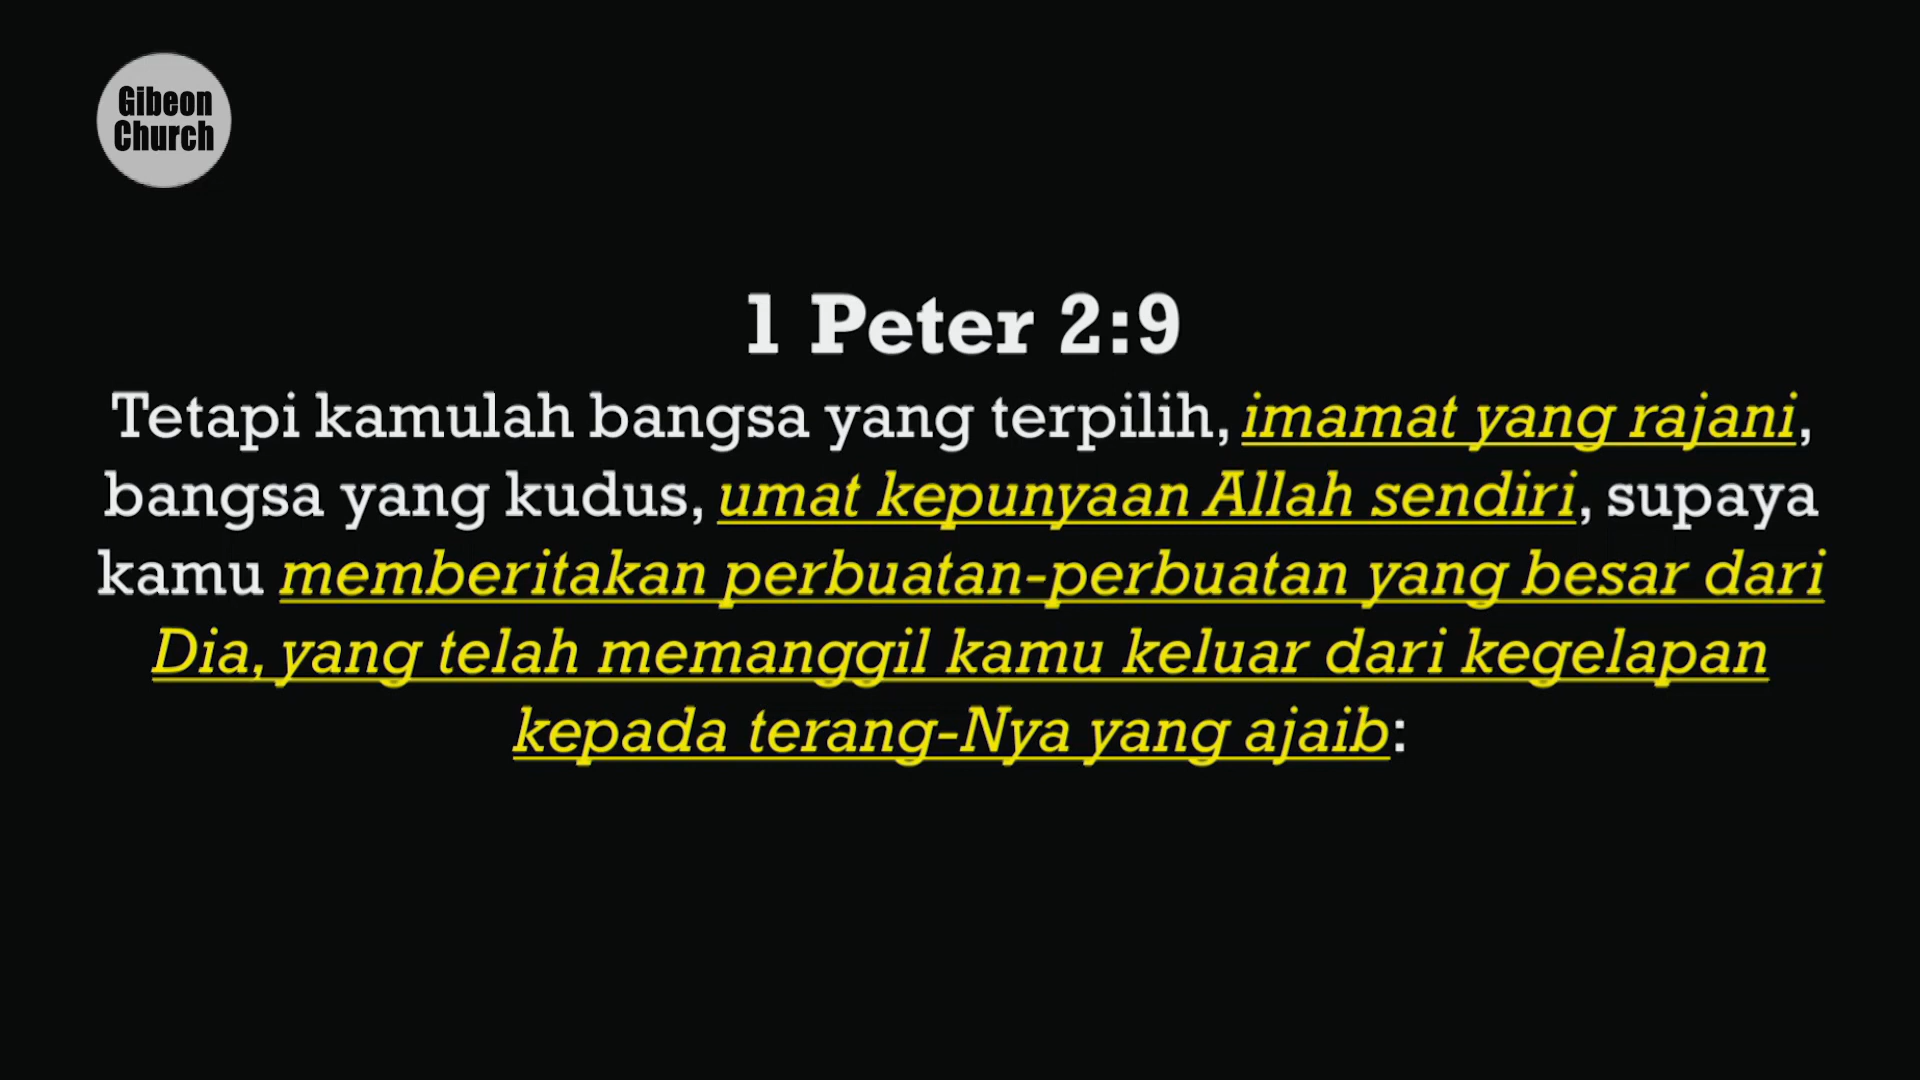 Gibeon
Church
1 Peter 2:9
Tetapi kamulah bangsa yang terpilih, imamat yang rajani,
bangsa yang kudus, umat kepunyaan Allah sendiri, supaya
kamu memberitakan perbuatan-perbuatan yang besar dari
Dia, yang telah memanggil kamu keluar dari kegelapan
kepada terang-Nya yang ajaib: